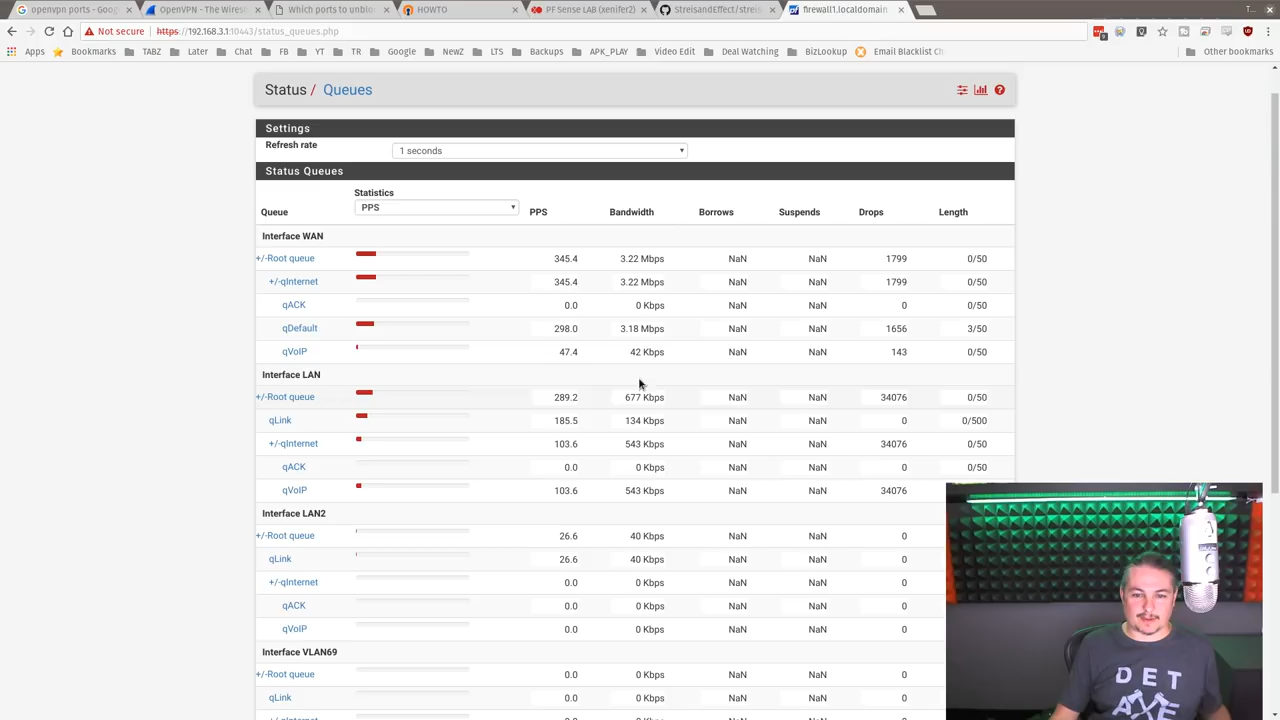 openvpn ports - Goog
OpenVPN - The Wires
Which ports to unblo
HOWTO
PF Sense LAB (xenifer2)
StreisandEffect/streis
firewall1.localdomain
Not secure https://192.168.3.1:10443/status_queues.php
Apps Bookmarks TABZ Later Chat FB YT TR Google NewZ LTS Backups APK_PLAY Video Edit Deal Watching BizLookup Email Blacklist Ch Other bookmarks
Status / Queues
Settings
Refresh rate 1 seconds
Status Queues
Statistics
Queue PPS PPS Bandwidth Borrows Suspends Drops Length
Interface WAN
+/-Root queue 345.4 3.22 Mbps NaN NaN 1799 0/50
+/-qInternet 345.4 3.22 Mbps NaN NaN 1799 0/50
qACK 0.0 0 Kbps NaN NaN 0 0/50
qDefault 298.0 3.18 Mbps NaN NaN 1656 3/50
qVoIP 47.4 42 Kbps NaN NaN 143 0/50
Interface LAN
+/-Root queue 289.2 677 Kbps NaN NaN 34076 0/50
qLink 185.5 134 Kbps NaN NaN 0 0/500
+/-qInternet 103.6 543 Kbps NaN NaN 34076 0/50
qACK 0.0 0 Kbps NaN NaN 0 0/50
qVoIP 103.6 543 Kbps NaN NaN 34076
Interface LAN2
+/-Root queue 26.6 40 Kbps NaN NaN 0
qLink 26.6 40 Kbps NaN NaN 0
+/-qInternet 0.0 0 Kbps NaN NaN 0
qACK 0.0 0 Kbps NaN NaN 0
qVoIP 0.0 0 Kbps NaN NaN 0
Interface VLAN69
+/-Root queue 0.0 0 Kbps NaN NaN 0
qLink 0.0 0 Kbps NaN NaN 0
DET